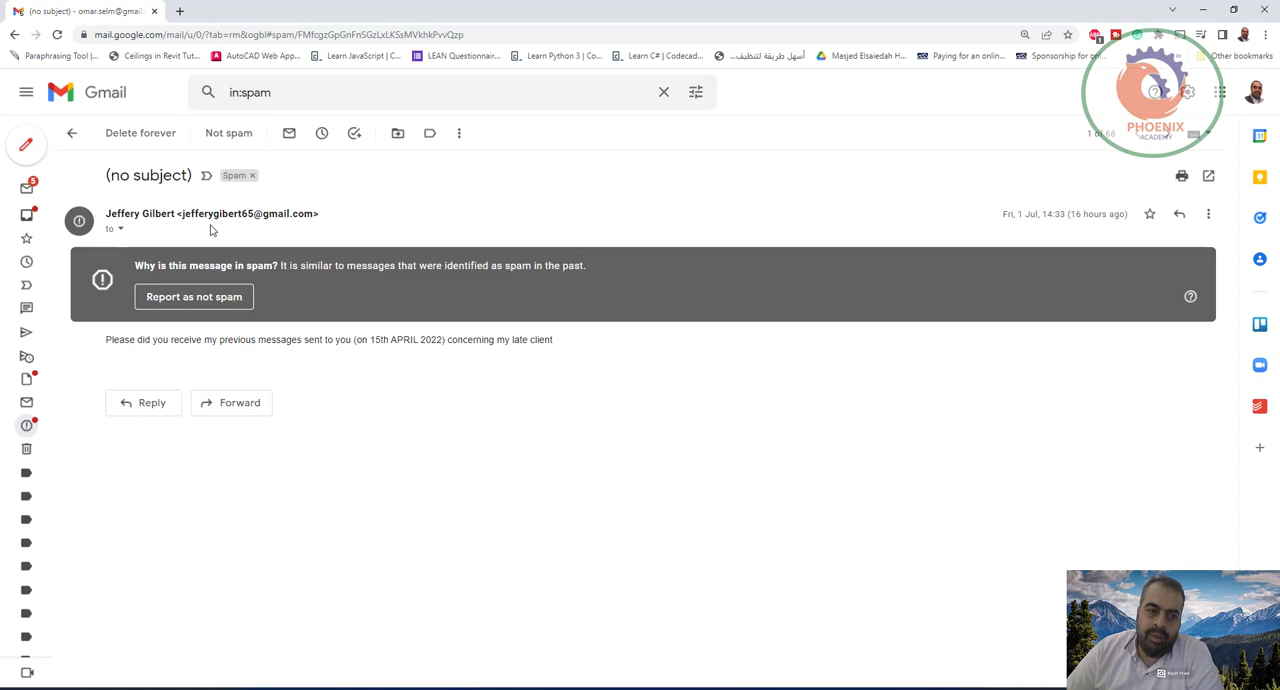 (no subject) - omar.selm@gmail
mail.google.com/mail/u/0/?tab=rm&ogbl#spam/FMfcgzGpGnFnSGzLxLKSsMVkhkPvvQzp
Paraphrasing Tool |... Ceilings in Revit Tut... AutoCAD Web App... Learn JavaScript | C... LEAN Questionnair... Learn Python 3 | Co... Learn C# | Codecad... أسهل طريقة لتنظيف... Masjed Elsaiedah H... Paying for an onlin... Sponsorship for on... Other bookmarks
Gmail
in:spam
PHOENIX
ACADEMY
Delete forever
Not spam
1 of 68
(no subject)
Spam ×
5
Jeffery Gilbert <jefferygibert65@gmail.com>
Fri, 1 Jul, 14:33 (16 hours ago)
to
Why is this message in spam? It is similar to messages that were identified as spam in the past.
Report as not spam
Please did you receive my previous messages sent to you (on 15th APRIL 2022) concerning my late client
Reply
Forward